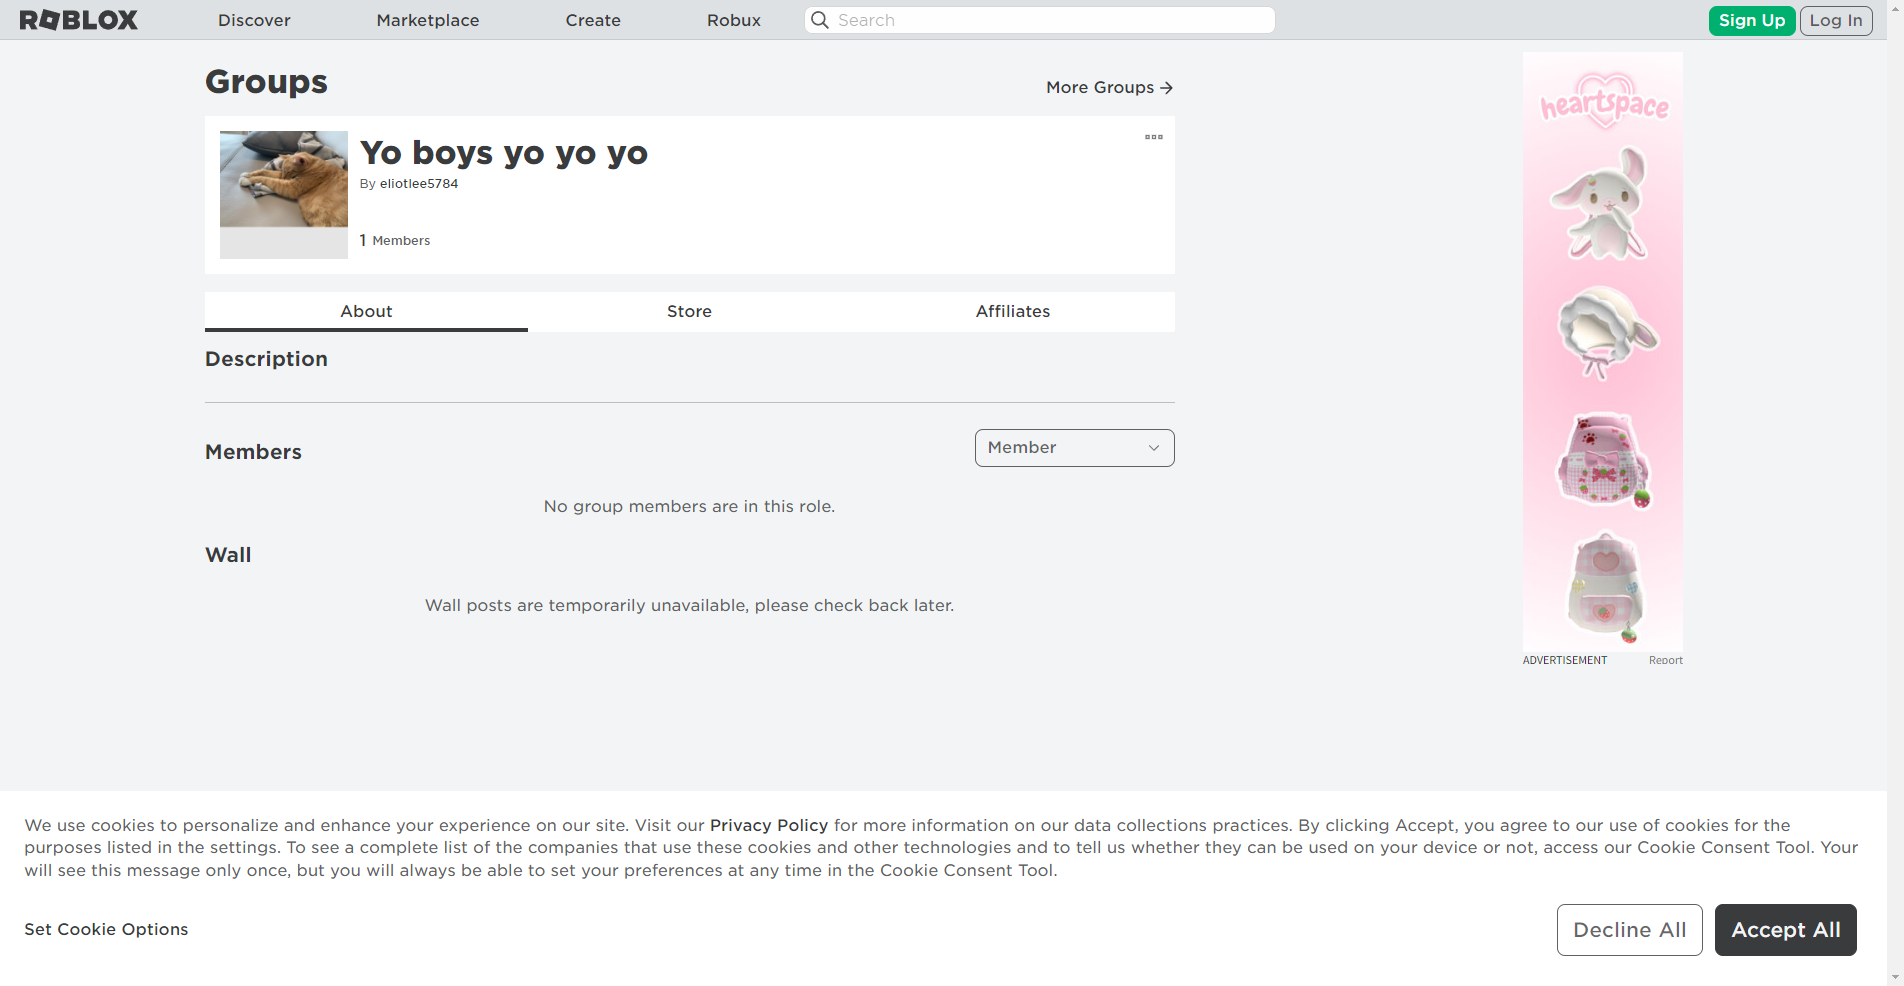 ROBLOX
Discover
Marketplace
Create
Robux
Search
Sign Up
Log In
Groups
More Groups
Yo boys yo yo yo
By eliotlee5784
1 Members
About
Store
Affiliates
Description
Members
Member
No group members are in this role.
Wall
Wall posts are temporarily unavailable, please check back later.
heartspace
ADVERTISEMENT
Report
We use cookies to personalize and enhance your experience on our site. Visit our Privacy Policy for more information on our data collections practices. By clicking Accept, you agree to our use of cookies for the
purposes listed in the settings. To see a complete list of the companies that use these cookies and other technologies and to tell us whether they can be used on your device or not, access our Cookie Consent Tool. Your
will see this message only once, but you will always be able to set your preferences at any time in the Cookie Consent Tool.
Set Cookie Options
Decline All
Accept All